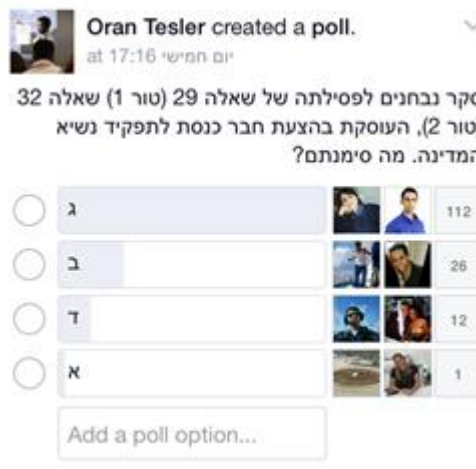 Oran Tesler created a poll.
יום חמישי at 17:16
סקר נבחנים לפסילתה של שאלה 29 (טור 1) שאלה 32
טור 2), העוסקת בהצעת חבר כנסת לתפקיד נשיא
המדינה. מה סימנתם?
ג 112
ב 26
ד 12
א 1
Add a poll option...